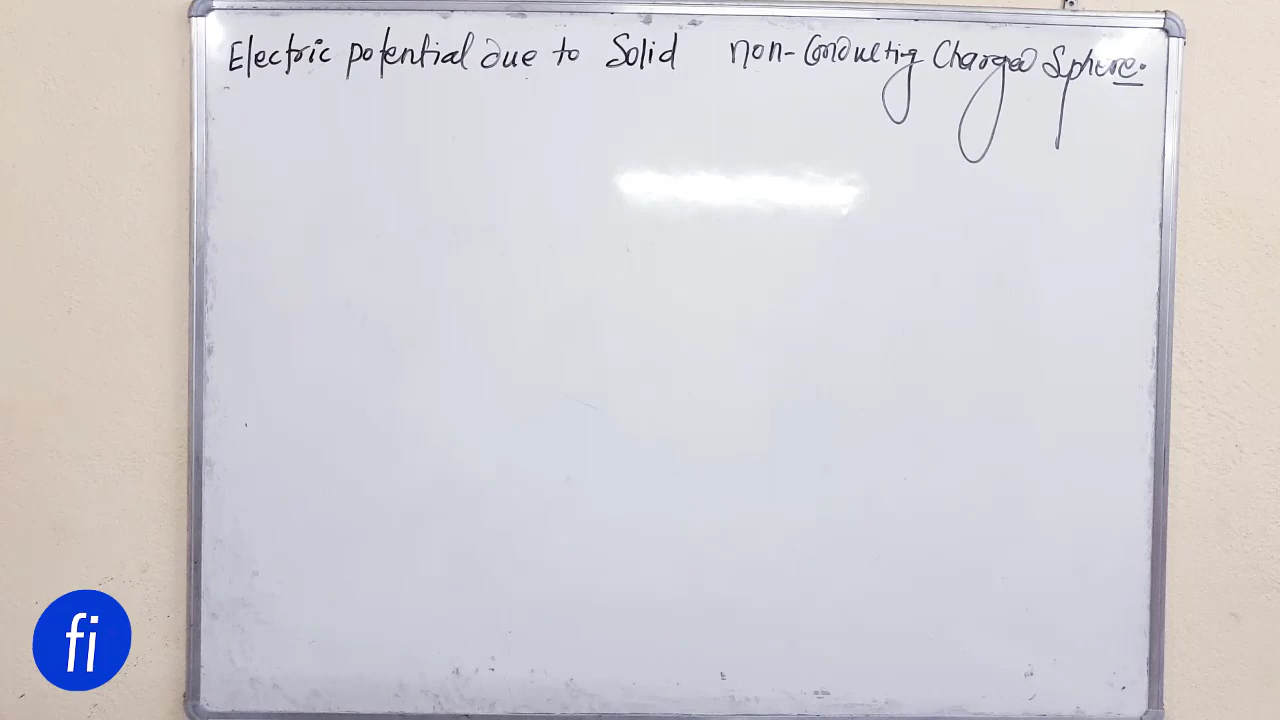 Electric potential due to Solid non-Conducting Charged Sphere.
fi